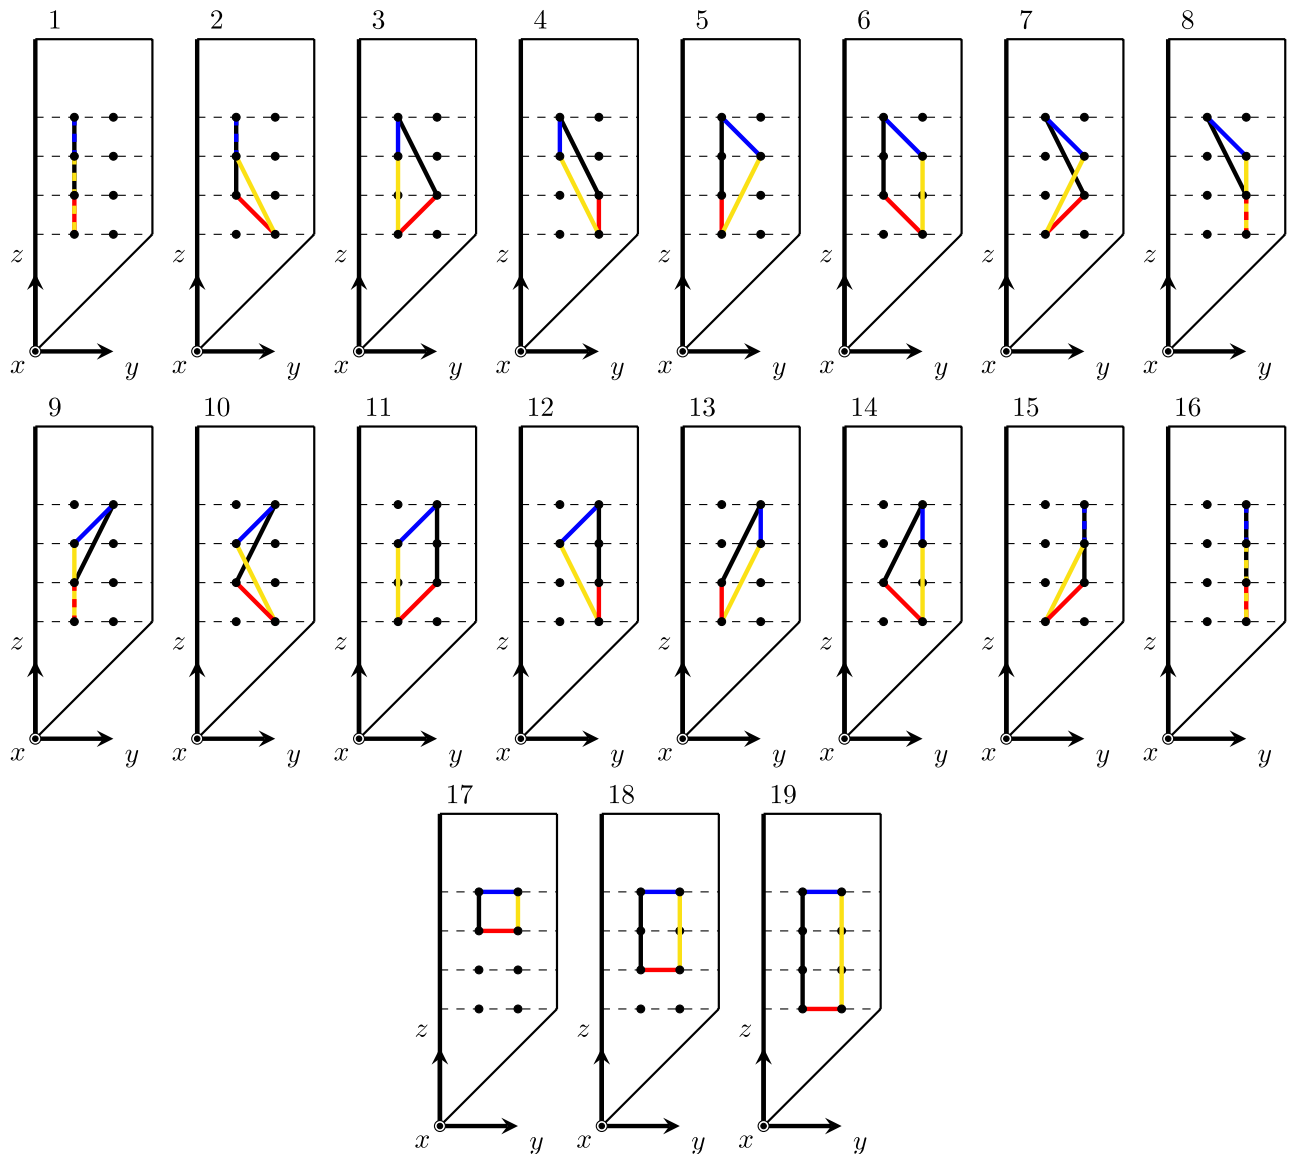 1 2 3 4 5 6 7 8
z z z z z z z z
x y x y x y x y x y x y x y x y
9 10 11 12 13 14 15 16
z z z z z z z z
x y x y x y x y x y x y x y x y
17 18 19
z z z
x y x y x y